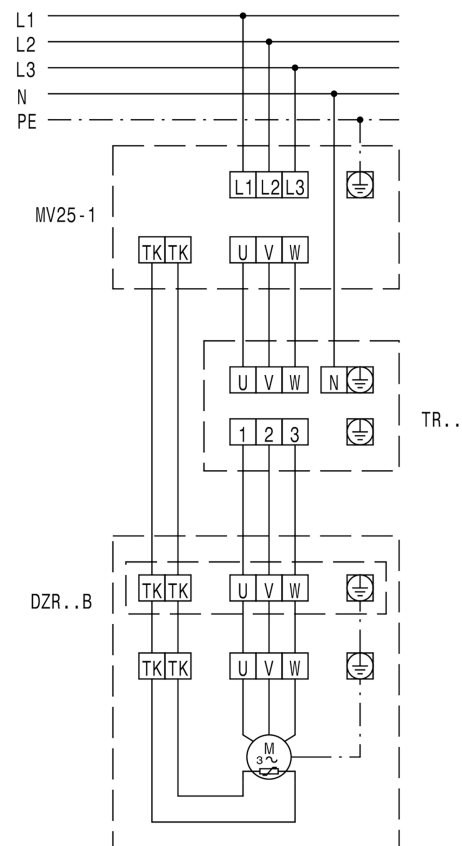 L1
L2
L3
N
PE
L1 L2 L3
MV25-1
TK TK U V W
U V W N
TR..
1 2 3
TK TK U V W
DZR..B
TK TK U V W
M
3~